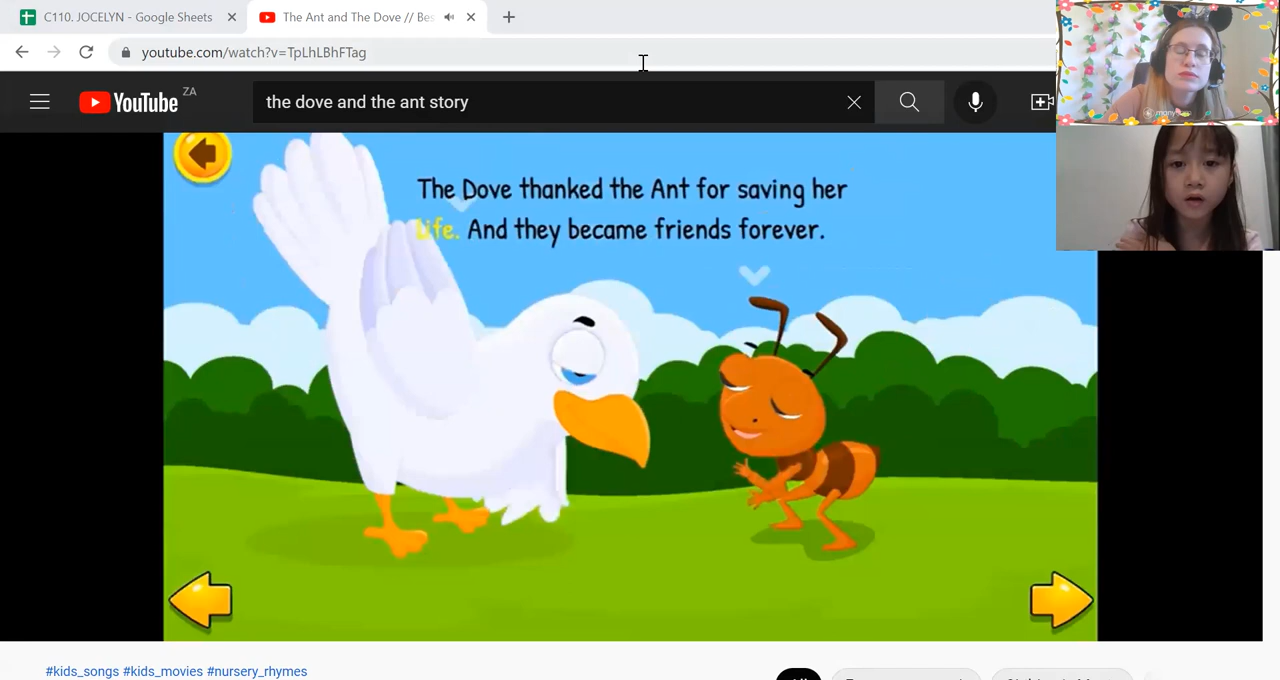 C110. JOCELYN - Google Sheets
The Ant and The Dove // Bes
youtube.com/watch?v=TpLhLBhFTag
YouTube ZA
the dove and the ant story
The Dove thanked the Ant for saving her
Life. And they became friends forever.
#kids_songs #kids_movies #nursery_rhymes